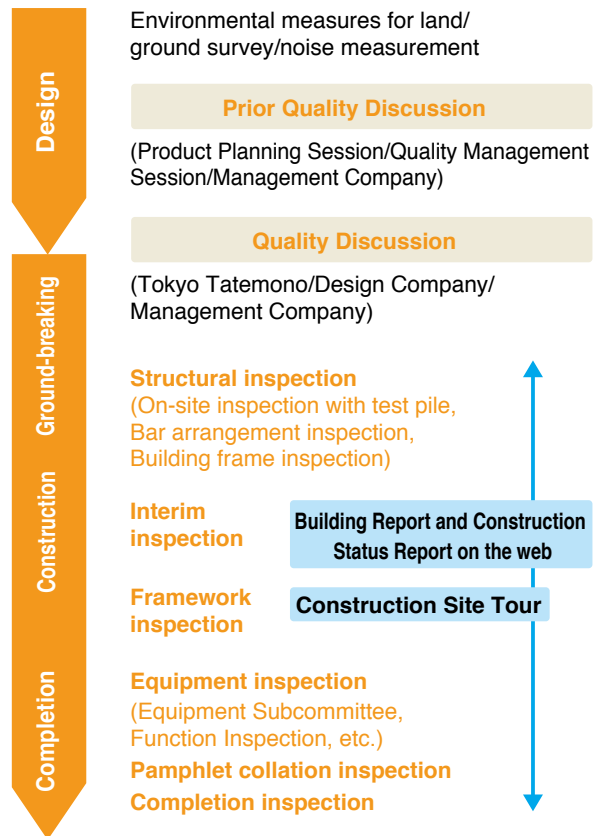 Design
Environmental measures for land/
ground survey/noise measurement
Prior Quality Discussion
(Product Planning Session/Quality Management
Session/Management Company)
Quality Discussion
(Tokyo Tatemono/Design Company/
Management Company)
Ground-breaking
Structural inspection
(On-site inspection with test pile,
Bar arrangement inspection,
Building frame inspection)
Construction
Interim
inspection
Building Report and Construction
Status Report on the web
Framework
inspection
Construction Site Tour
Completion
Equipment inspection
(Equipment Subcommittee,
Function Inspection, etc.)
Pamphlet collation inspection
Completion inspection